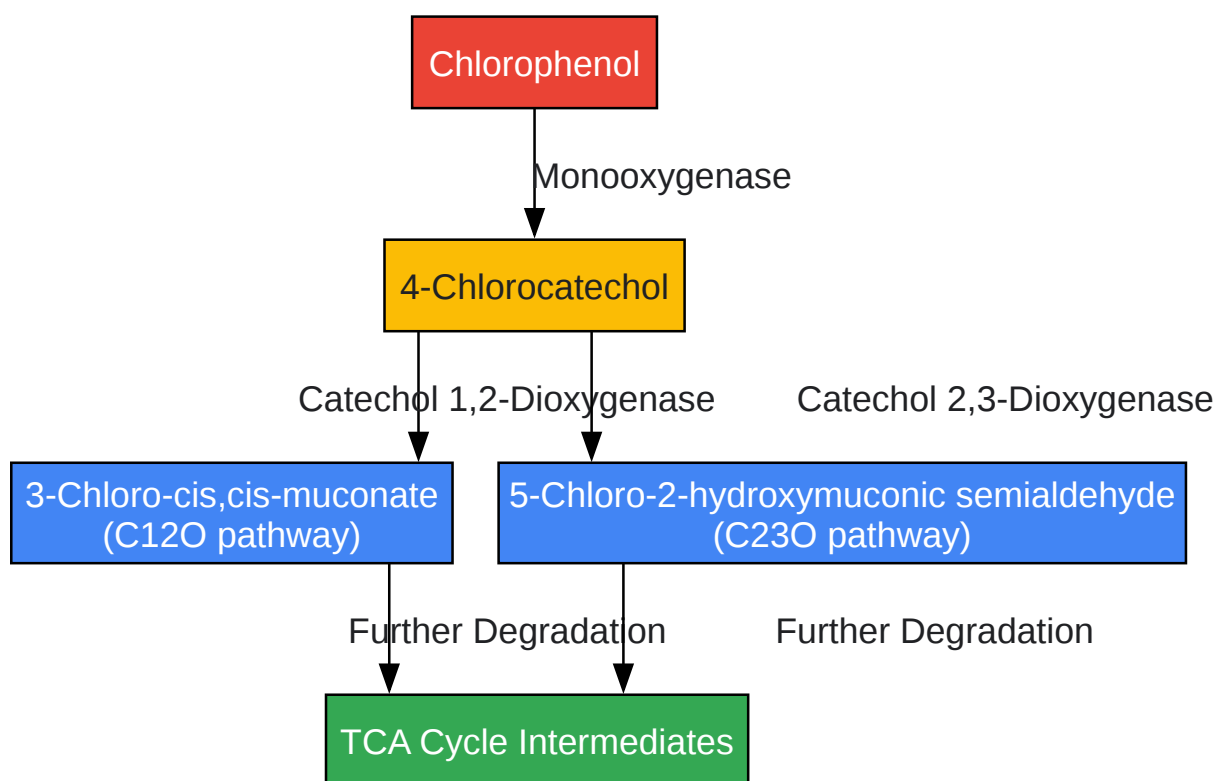 Chlorophenol
Monooxygenase
4-Chlorocatechol
Catechol 1,2-Dioxygenase
Catechol 2,3-Dioxygenase
3-Chloro-cis,cis-muconate
(C12O pathway)
5-Chloro-2-hydroxymuconic semialdehyde
(C23O pathway)
Further Degradation
Further Degradation
TCA Cycle Intermediates